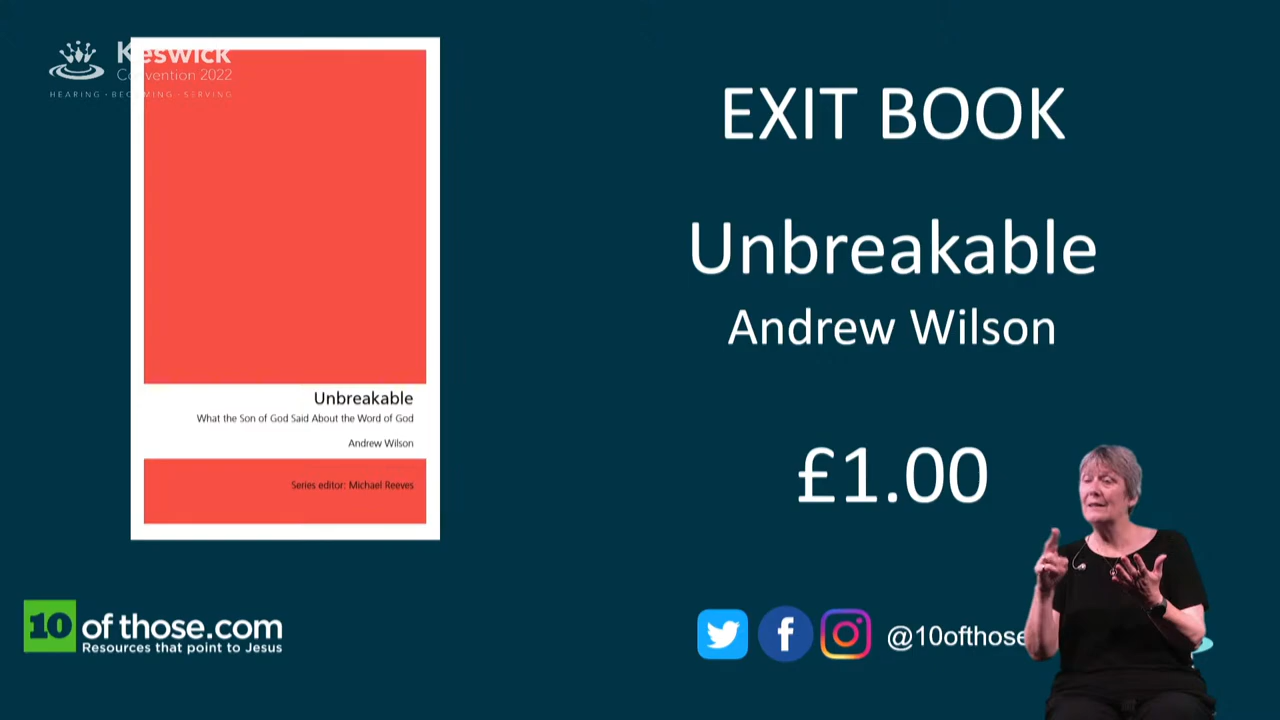 Keswick
Convention 2022
HEARING • BECOMING • SERVING
EXIT BOOK
Unbreakable
Andrew Wilson
£1.00
Unbreakable
What the Son of God Said About the Word of God
Andrew Wilson
Series editor: Michael Reeves
10 of those.com
Resources that point to Jesus
@10ofthose